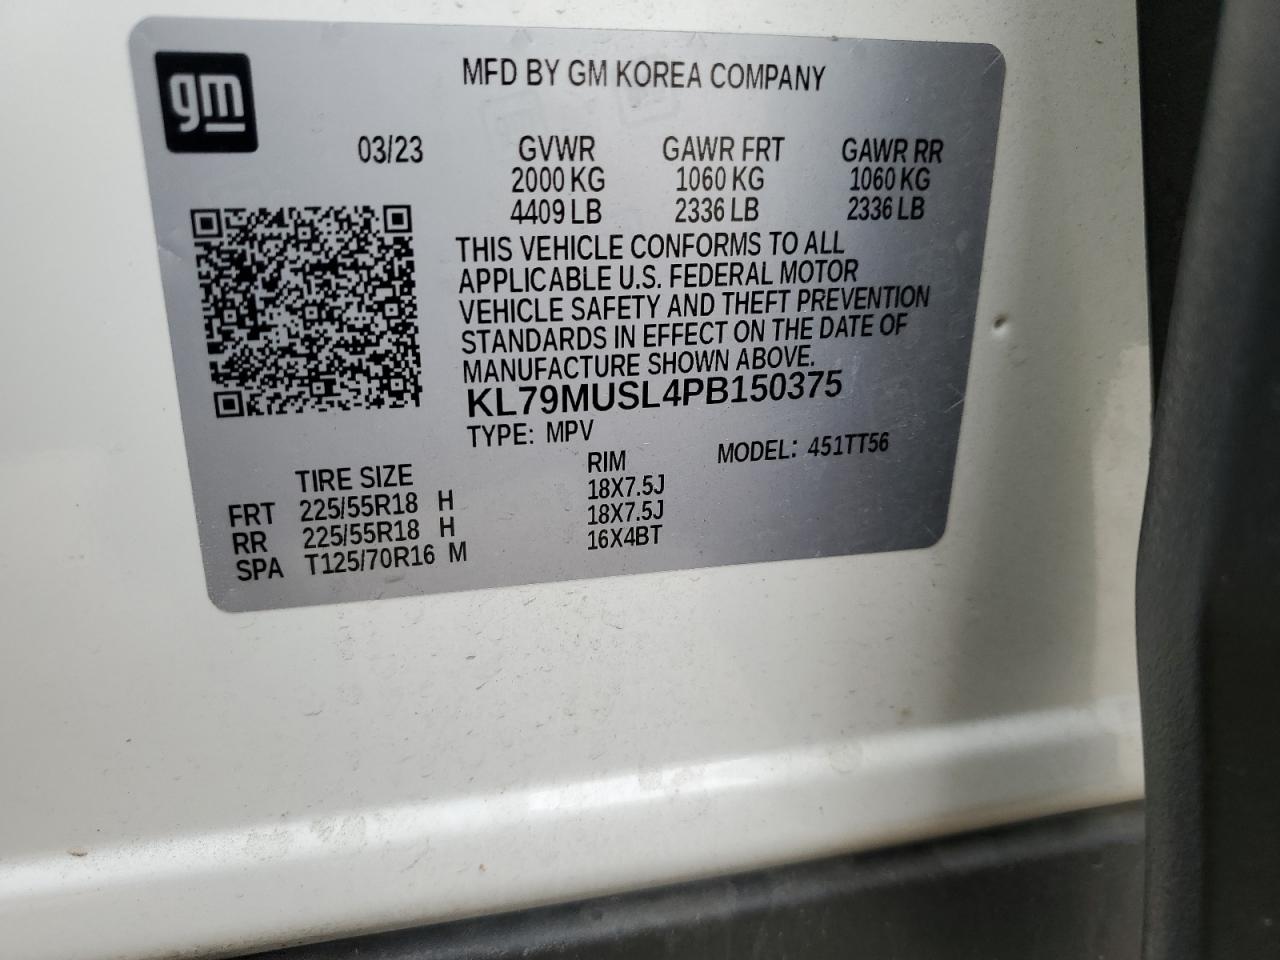 gm
MFD BY GM KOREA COMPANY
03/23 GVWR GAWR FRT GAWR RR
2000 KG 1060 KG 1060 KG
4409 LB 2336 LB 2336 LB
THIS VEHICLE CONFORMS TO ALL
APPLICABLE U.S. FEDERAL MOTOR
VEHICLE SAFETY AND THEFT PREVENTION
STANDARDS IN EFFECT ON THE DATE OF
MANUFACTURE SHOWN ABOVE.
KL79MUSL4PB150375
TYPE: MPV MODEL: 451TT56
TIRE SIZE RIM
FRT 225/55R18 H 18X7.5J
RR 225/55R18 H 18X7.5J
SPA T125/70R16 M 16X4BT